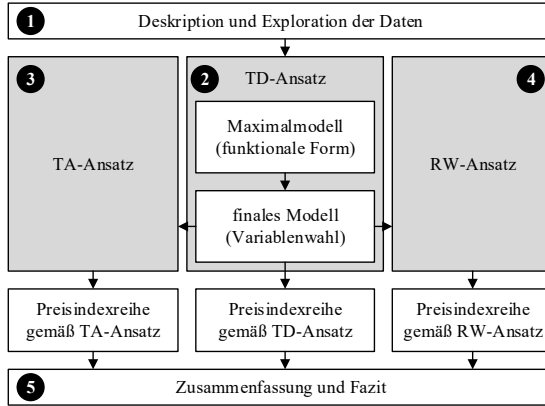 1 Deskription und Exploration der Daten
3
TA-Ansatz
2 TD-Ansatz
Maximalmodell
(funktionale Form)
finales Modell
(Variablenwahl)
4
RW-Ansatz
Preisindexreihe
gemäß TA-Ansatz
Preisindexreihe
gemäß TD-Ansatz
Preisindexreihe
gemäß RW-Ansatz
5 Zusammenfassung und Fazit